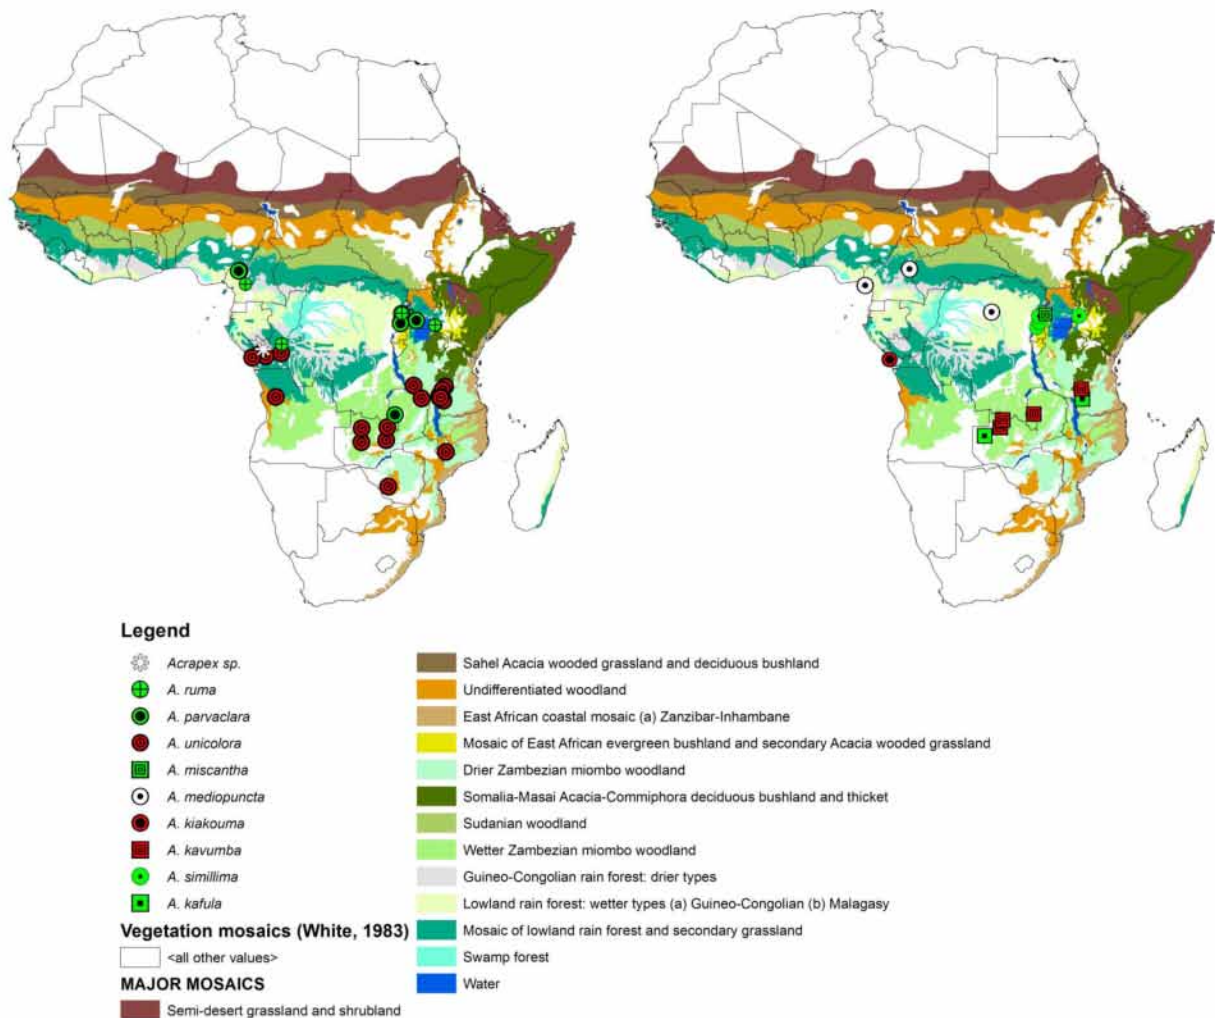 Legend
Acrapex sp.
A. ruma
A. parvaclara
A. unicolora
A. miscantha
A. mediopuncta
A. kiakouma
A. kavumba
A. simillima
A. kafula
Vegetation mosaics (White, 1983)
<all other values>
MAJOR MOSAICS
Semi-desert grassland and shrubland
Sahel Acacia wooded grassland and deciduous bushland
Undifferentiated woodland
East African coastal mosaic (a) Zanzibar-Inhambane
Mosaic of East African evergreen bushland and secondary Acacia wooded grassland
Drier Zambezian miombo woodland
Somalia-Masai Acacia-Commiphora deciduous bushland and thicket
Sudanian woodland
Wetter Zambezian miombo woodland
Guineo-Congolian rain forest: drier types
Lowland rain forest: wetter types (a) Guineo-Congolian (b) Malagasy
Mosaic of lowland rain forest and secondary grassland
Swamp forest
Water